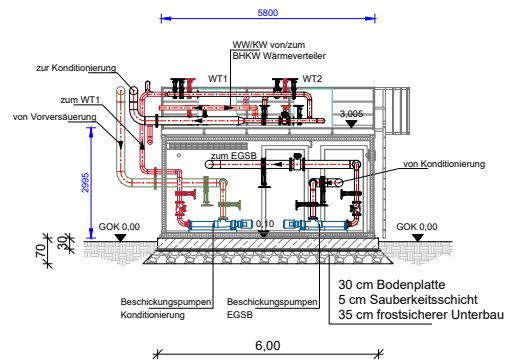 5800
WW/KW von/zum
BHKW Wärmeverteiler
zur Konditionierung
WT1
WT2
zum WT1
von Vorversäuerung
3,005
zum EGSB
von Konditionierung
2995
GOK 0,00
0,10
GOK 0,00
30
70
Beschickungspumpen
Konditionierung
Beschickungspumpen
EGSB
30 cm Bodenplatte
5 cm Sauberkeitsschicht
35 cm frostsicherer Unterbau
6,00